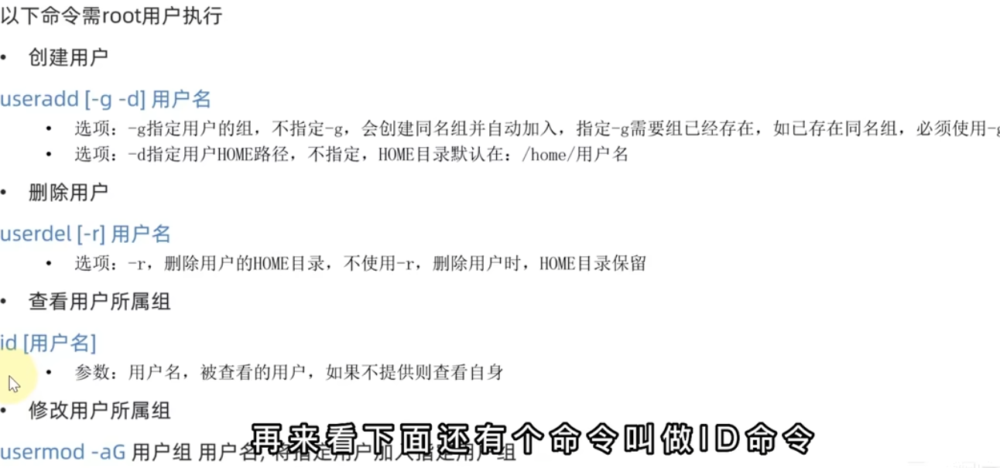 以下命令需root用户执行
• 创建用户
useradd [-g -d] 用户名
• 选项：-g指定用户的组，不指定-g，会创建同名组并自动加入，指定-g需要组已经存在，如已存在同名组，必须使用-g
• 选项：-d指定用户HOME路径，不指定，HOME目录默认在：/home/用户名
• 删除用户
userdel [-r] 用户名
• 选项：-r，删除用户的HOME目录，不使用-r，删除用户时，HOME目录保留
• 查看用户所属组
id [用户名]
• 参数：用户名，被查看的用户，如果不提供则查看自身
• 修改用户所属组
usermod -aG 用户组 用户名，将指定用户加入指定用户组
再来看下面还有个命令叫做ID命令